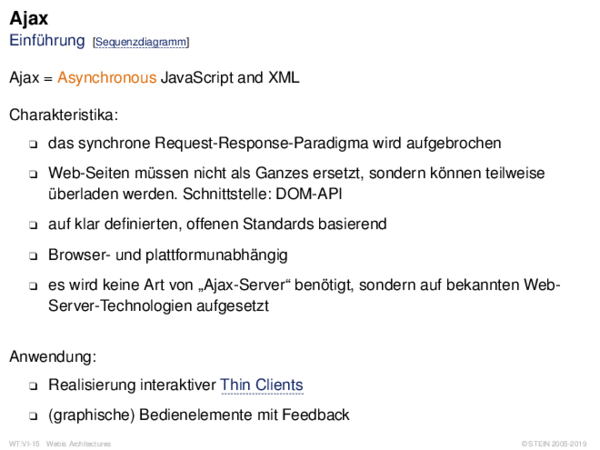 Ajax
Einführung [Sequenzdiagramm]
Ajax = Asynchronous JavaScript and XML
Charakteristika:
❑ das synchrone Request-Response-Paradigma wird aufgebrochen
❑ Web-Seiten müssen nicht als Ganzes ersetzt, sondern können teilweise
überladen werden. Schnittstelle: DOM-API
❑ auf klar definierten, offenen Standards basierend
❑ Browser- und plattformunabhängig
❑ es wird keine Art von „Ajax-Server“ benötigt, sondern auf bekannten Web-
Server-Technologien aufgesetzt
Anwendung:
❑ Realisierung interaktiver Thin Clients
❑ (graphische) Bedienelemente mit Feedback
WT:VI-15 Webis Architectures © STEIN 2005-2019